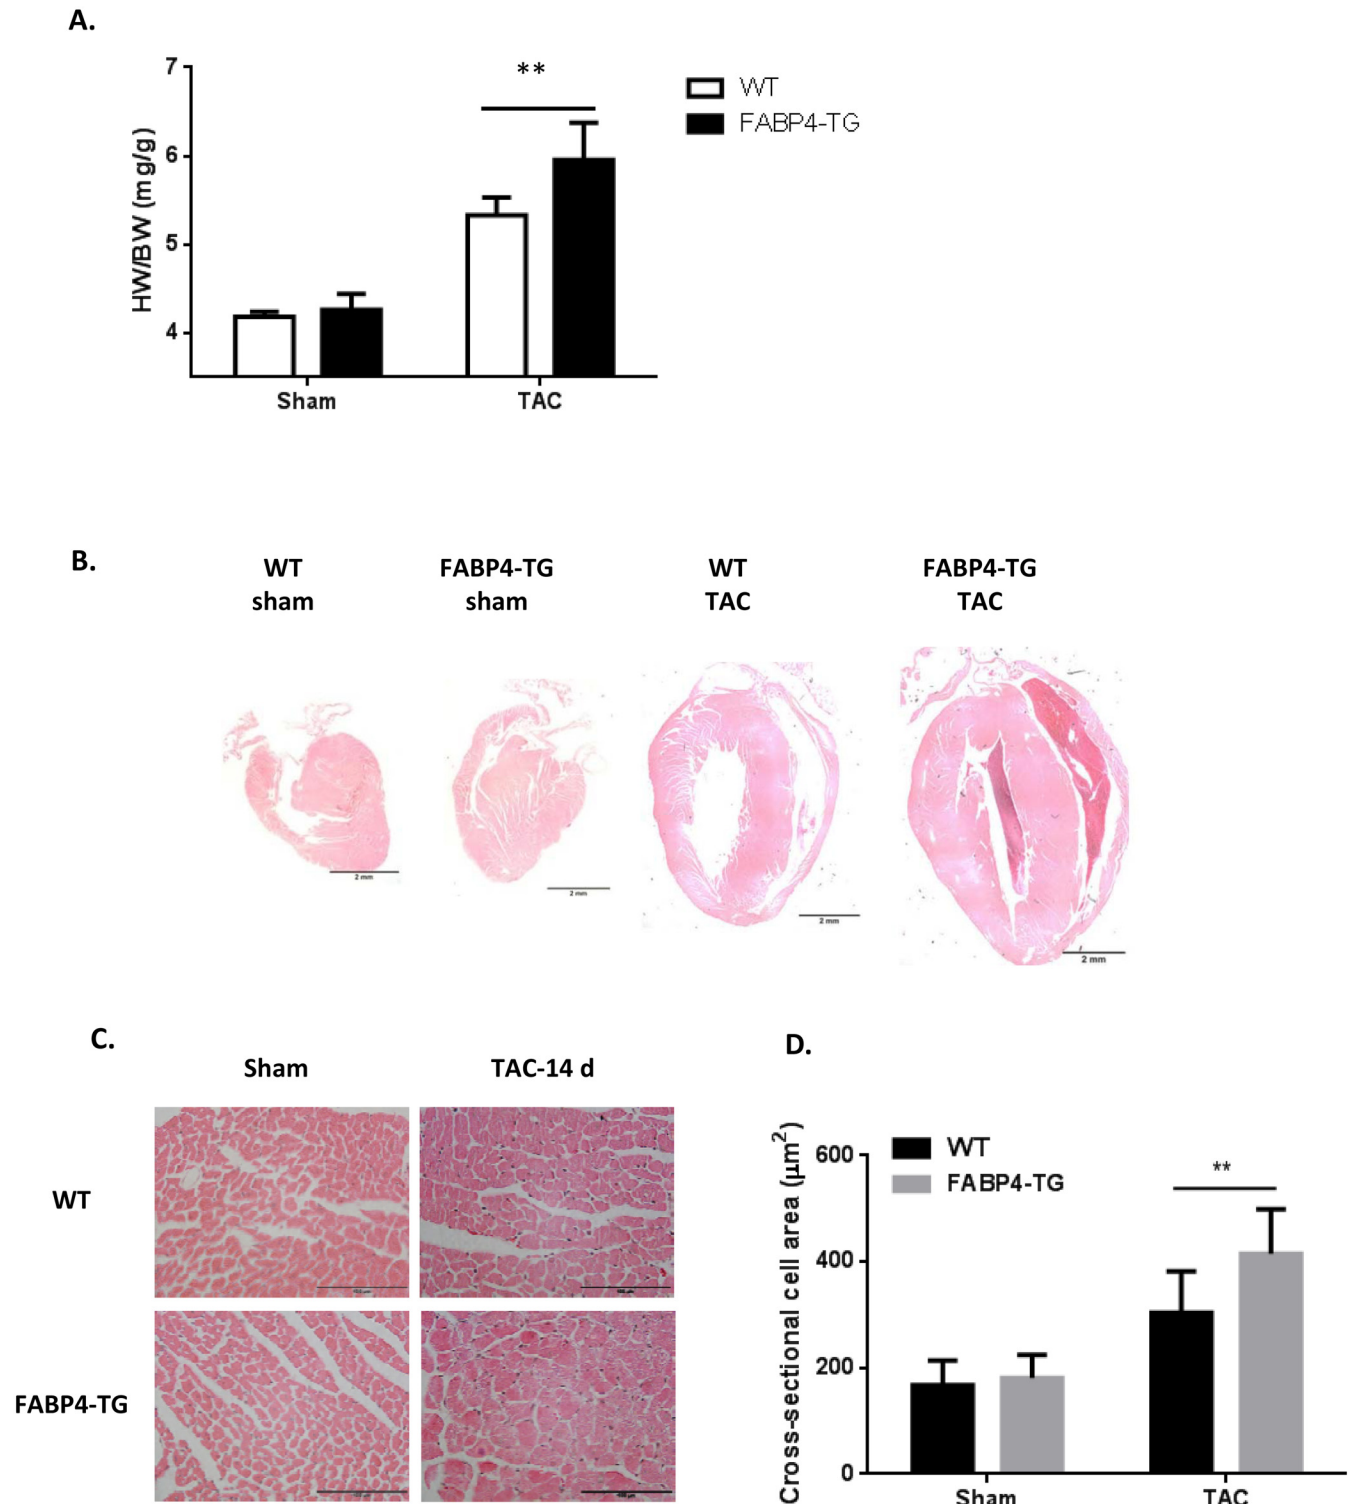 A.
7
6
5
4
HW/BW (mg/g)
**
WT
FABP4-TG
Sham
TAC
B.
WT
sham
FABP4-TG
sham
WT
TAC
FABP4-TG
TAC
2 mm
2 mm
2 mm
2 mm
C.
Sham
TAC-14 d
WT
FABP4-TG
D.
Cross-sectional cell area (µm²)
600
400
200
0
WT
FABP4-TG
**
Sham
TAC